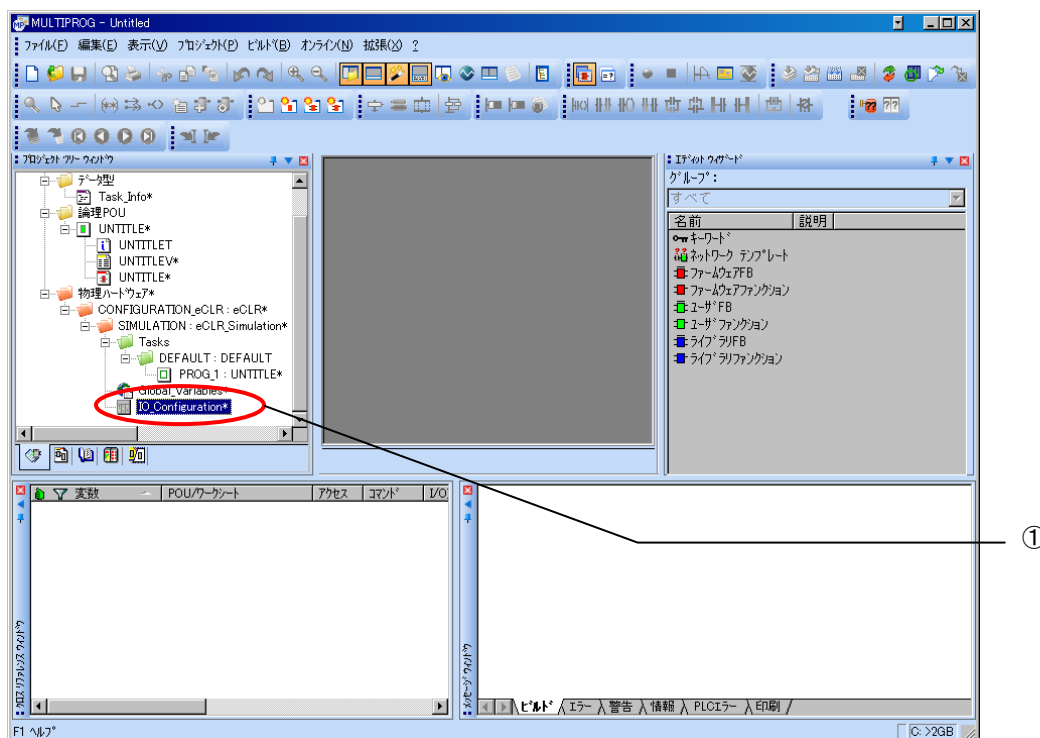 MULTIPROG - Untitled
ﾌｧｲﾙ(F) 編集(E) 表示(V) ﾌﾟﾛｼﾞｪｸﾄ(P) ﾋﾞﾙﾄﾞ(B) ｵﾝﾗｲﾝ(N) 拡張(X) ?
ﾌﾟﾛｼﾞｪｸﾄ ﾂﾘｰ ｳｨﾝﾄﾞｳ
データ型
Task_Info*
論理POU
UNTITLE*
UNTITLET
UNTITLEV*
UNTITLE*
物理ﾊｰﾄﾞｳｪｱ*
CONFIGURATION_eCLR : eCLR*
SIMULATION : eCLR_Simulation*
Tasks
DEFAULT : DEFAULT
PROG_1 : UNTITLE*
Global_Variables*
IO_Configuration*
ｴﾃﾞｨｯﾄ ｳｨｻﾞｰﾄﾞ
ｸﾞﾙｰﾌﾟ:
すべて
名前 説明
ｷｰﾜｰﾄﾞ
ﾈｯﾄﾜｰｸ ﾃﾝﾌﾟﾚｰﾄ
ﾌｧｰﾑｳｪｱFB
ﾌｧｰﾑｳｪｱﾌｧﾝｸｼｮﾝ
ﾕｰｻﾞFB
ﾕｰｻﾞﾌｧﾝｸｼｮﾝ
ﾗｲﾌﾞﾗﾘFB
ﾗｲﾌﾞﾗﾘﾌｧﾝｸｼｮﾝ
①
変数 POU/ﾜｰｸｼｰﾄ ｱｸｾｽ ｺﾏﾝﾄﾞ I/O
ｸﾛｽ ﾘﾌｧﾚﾝｽ ｳｨﾝﾄﾞｳ
ﾒｯｾｰｼﾞ ｳｨﾝﾄﾞｳ
ﾋﾞﾙﾄﾞ ｴﾗｰ 警告 情報 PLCｴﾗｰ 印刷
F1 ﾍﾙﾌﾟ
C: >2GB